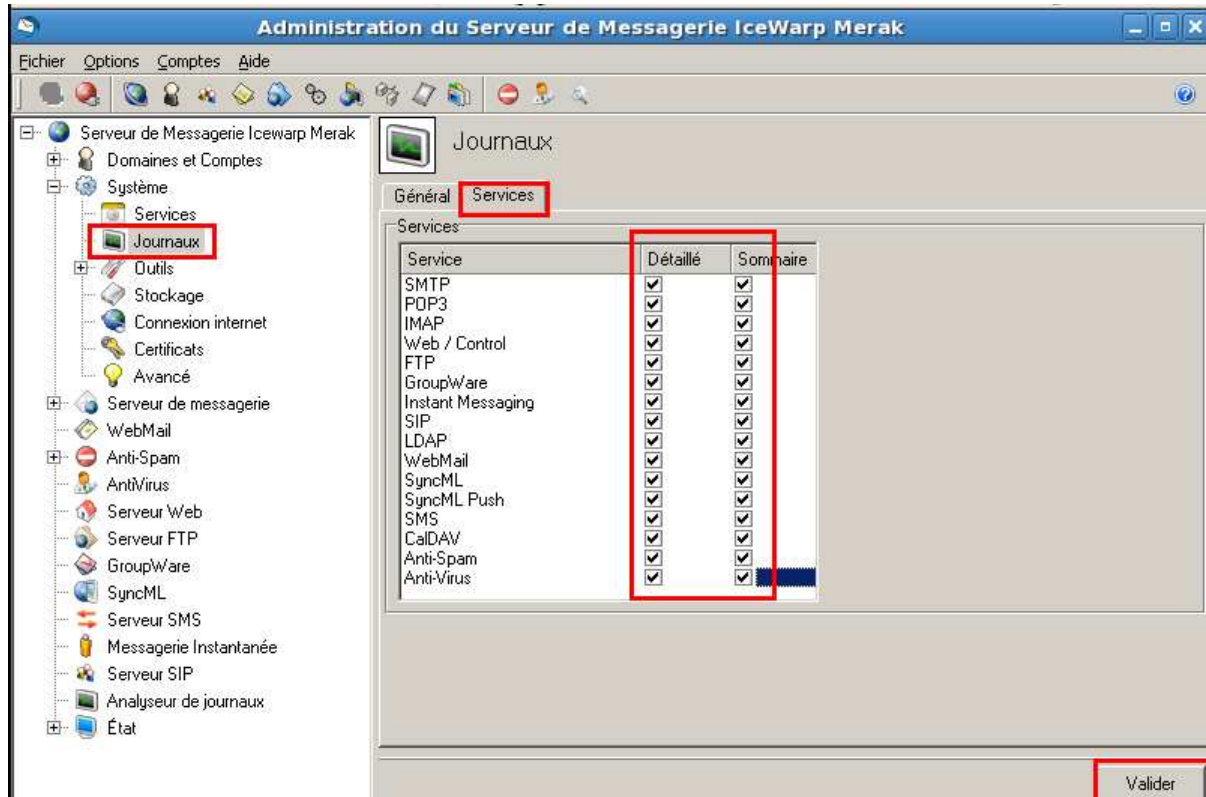 Administration du Serveur de Messagerie IceWarp Merak
Fichier Options Comptes Aide
Serveur de Messagerie Icewarp Merak
Domaines et Comptes
Système
Services
Journaux
Outils
Stockage
Connexion internet
Certificats
Avancé
Serveur de messagerie
WebMail
Anti-Spam
AntiVirus
Serveur Web
Serveur FTP
GroupWare
SyncML
Serveur SMS
Messagerie Instantanée
Serveur SIP
Analyseur de journaux
État
Journaux
Général Services
Services
Service Détaillé Sommaire
SMTP
POP3
IMAP
Web / Control
FTP
GroupWare
Instant Messaging
SIP
LDAP
WebMail
SyncML
SyncML Push
SMS
CalDAV
Anti-Spam
Anti-Virus
Valider